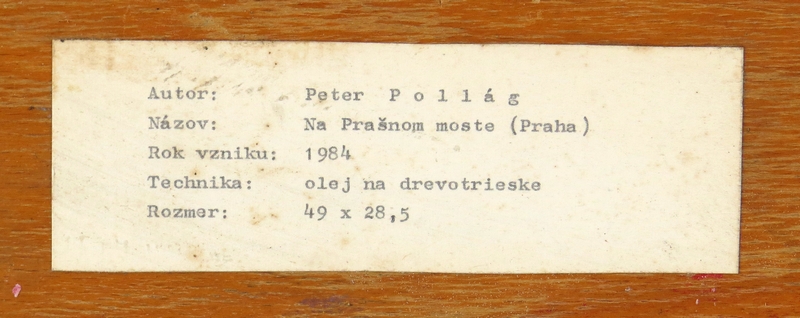 Autor: Peter P o l l á g
Názov: Na Prašnom moste (Praha)
Rok vzniku: 1984
Technika: olej na drevotrieske
Rozmer: 49 x 28,5